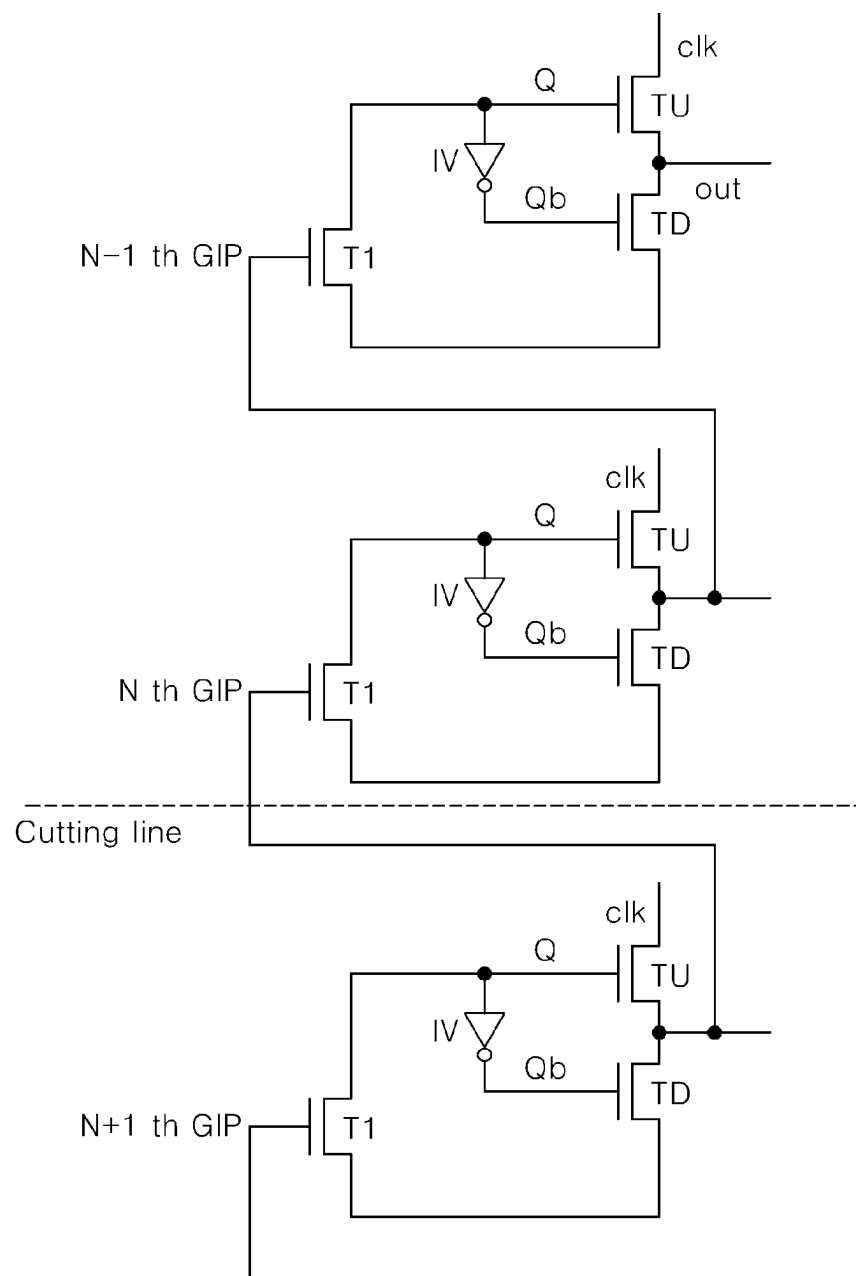 clk
Q
TU
IV
out
Qb
TD
N-1 th GIP
T1
clk
Q
TU
IV
Qb
TD
N th GIP
T1
Cutting line
clk
Q
TU
IV
Qb
TD
N+1 th GIP
T1